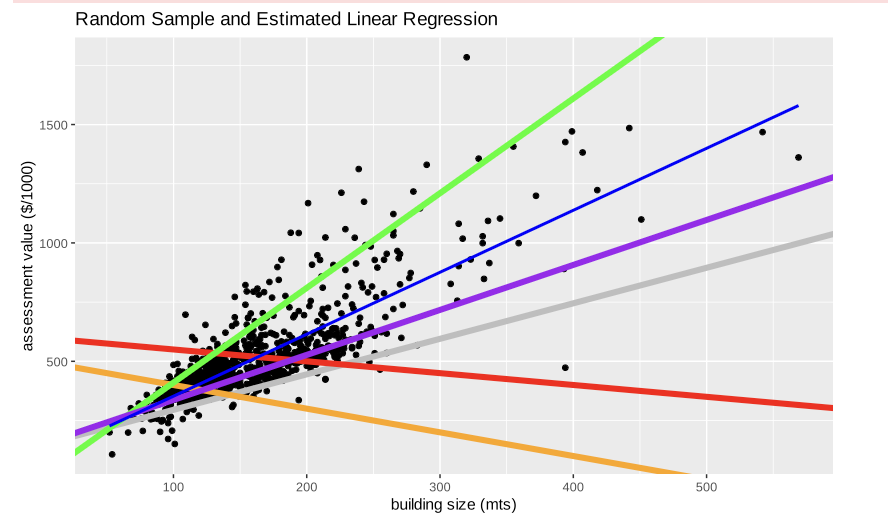 Random Sample and Estimated Linear Regression
1500
1000
500
assessment value ($/1000)
100 200 300 400 500
building size (mts)